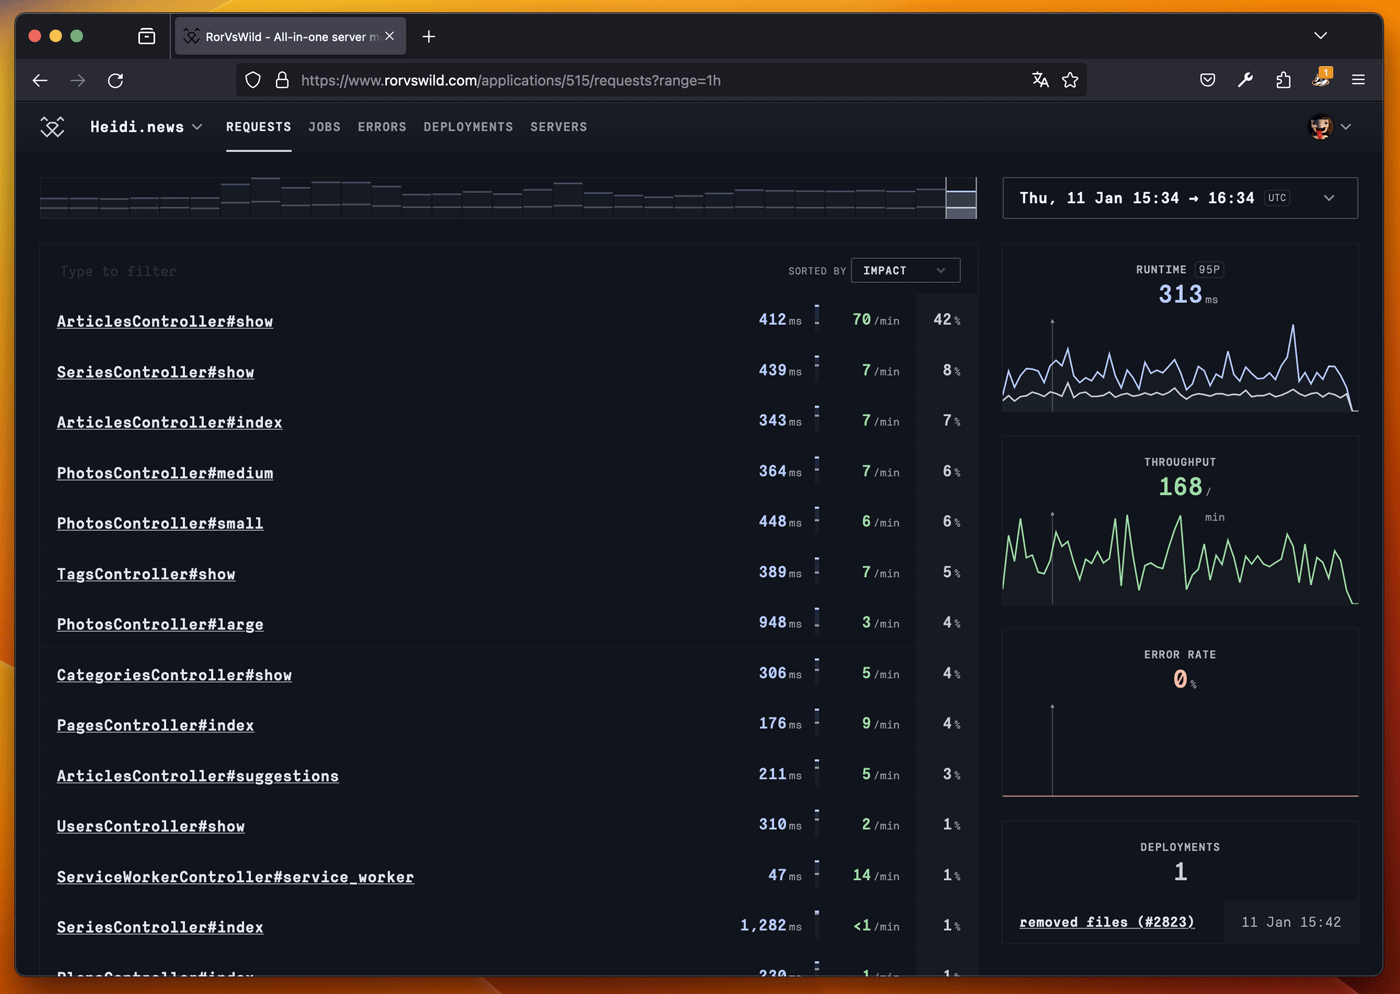 RorVsWild - All-in-one server m
https://www.rorvswild.com/applications/515/requests?range=1h
1
Heidi.news
REQUESTS JOBS ERRORS DEPLOYMENTS SERVERS
Thu, 11 Jan 15:34 → 16:34 UTC
Type to filter
SORTED BY IMPACT
ArticlesController#show 412 ms 70 /min 42 %
SeriesController#show 439 ms 7 /min 8 %
ArticlesController#index 343 ms 7 /min 7 %
PhotosController#medium 364 ms 7 /min 6 %
PhotosController#small 448 ms 6 /min 6 %
TagsController#show 389 ms 7 /min 5 %
PhotosController#large 948 ms 3 /min 4 %
CategoriesController#show 306 ms 5 /min 4 %
PagesController#index 176 ms 9 /min 4 %
ArticlesController#suggestions 211 ms 5 /min 3 %
UsersController#show 310 ms 2 /min 1 %
ServiceWorkerController#service_worker 47 ms 14 /min 1 %
SeriesController#index 1,282 ms <1 /min 1 %
RUNTIME 95P
313 ms
THROUGHPUT
168 /
min
ERROR RATE
0 %
DEPLOYMENTS
1
removed files (#2823) 11 Jan 15:42